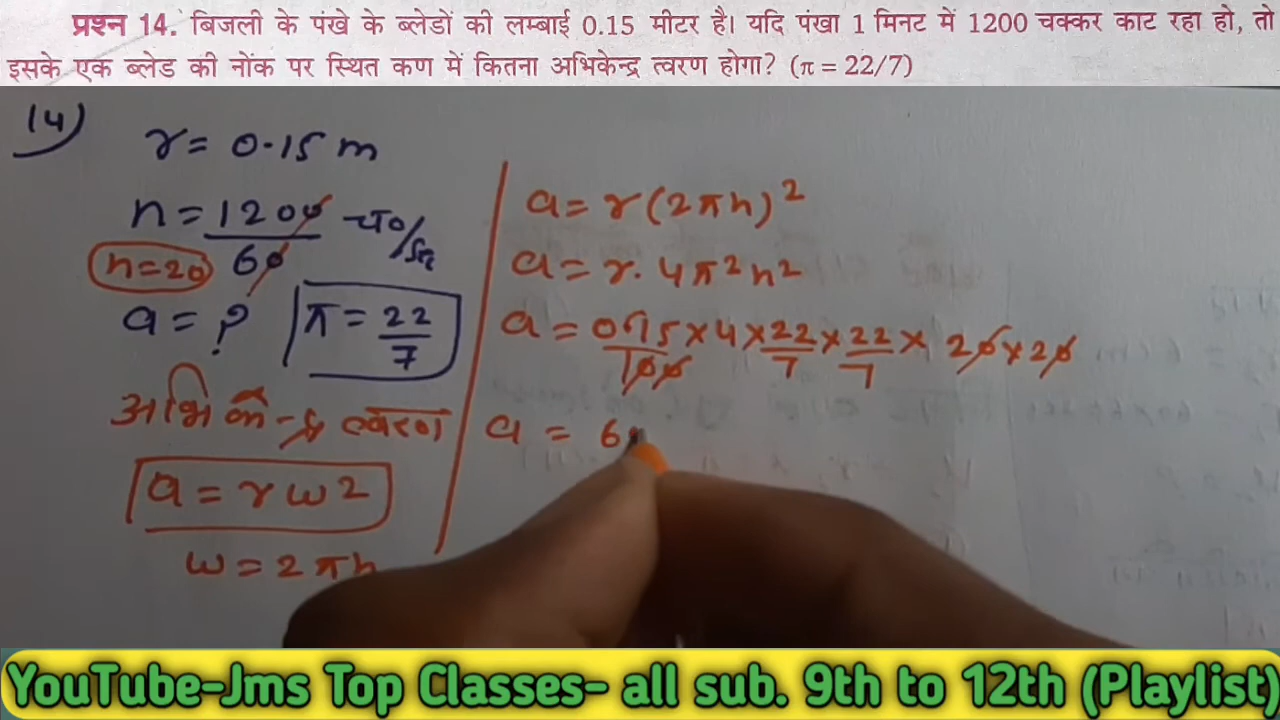 प्रश्न 14. बिजली के पंखे के ब्लेडों की लम्बाई 0.15 मीटर है। यदि पंखा 1 मिनट में 1200 चक्कर काट रहा हो, तो
इसके एक ब्लेड की नोंक पर स्थित कण में कितना अभिकेन्द्र त्वरण होगा? (π = 22/7)
14)
r = 0.15 m
n = 1200/60 च०/से
n=20
a = ?
π = 22/7
अभिकेन्द्र त्वरण
a = rω2
ω = 2πn
a = r(2πn)²
a = r. 4π²n²
a = 015/100 × 4 × 22/7 × 22/7 × 20 × 20
a = 6
YouTube-Jms Top Classes- all sub. 9th to 12th (Playlist)